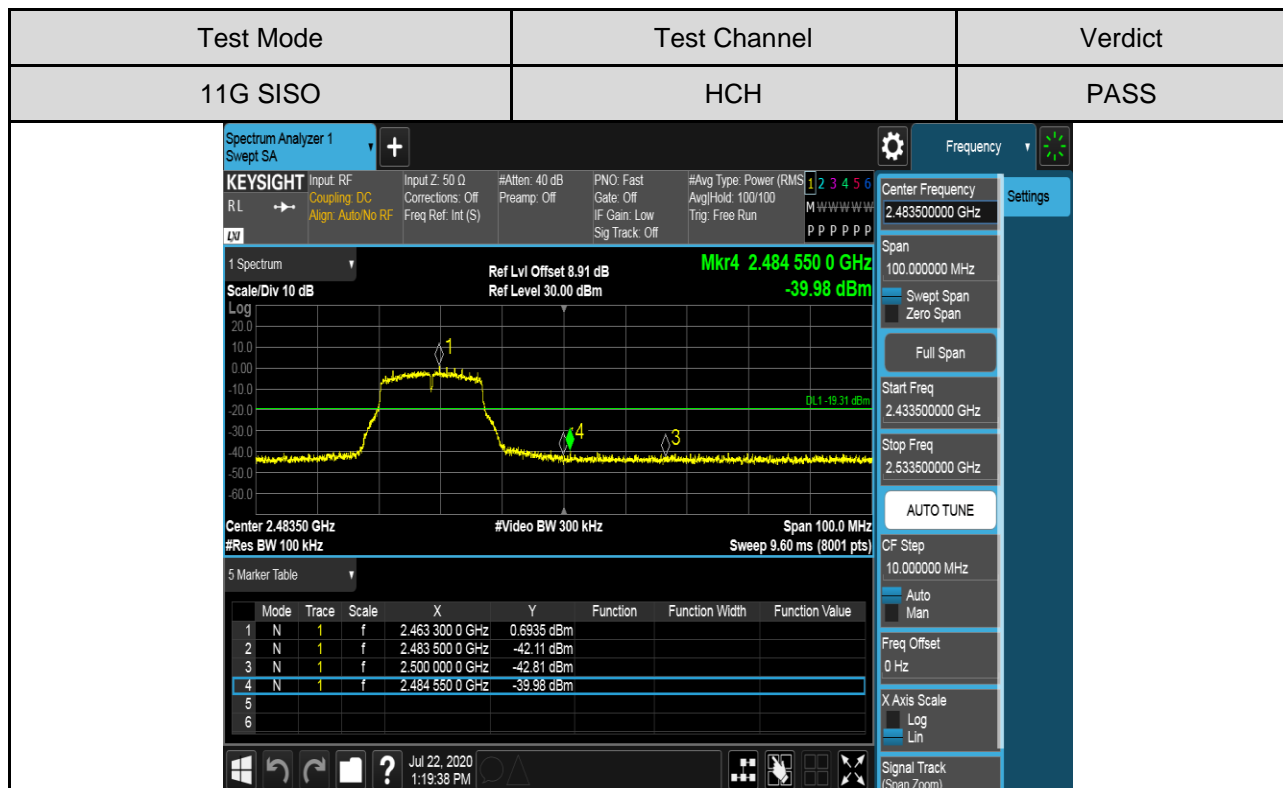 Test Mode Test Channel Verdict
11G SISO HCH PASS
Spectrum Analyzer 1
Swept SA
+
Frequency
KEYSIGHT Input: RF Input Z: 50 Ω #Atten: 40 dB PNO: Fast #Avg Type: Power (RMS 1 2 3 4 5 6
RL Coupling: DC Corrections: Off Preamp: Off Gate: Off Avg|Hold: 100/100 M W W W W W
Align: Auto/No RF Freq Ref: Int (S) IF Gain: Low Trig: Free Run
LXI Sig Track: Off P P P P P P
1 Spectrum Ref Lvl Offset 8.91 dB Mkr4 2.484 550 0 GHz
Scale/Div 10 dB Ref Level 30.00 dBm -39.98 dBm
Log
20.0
10.0
0.00
-10.0
-20.0
-30.0
-40.0
-50.0
-60.0
1
DL1 -19.31 dBm
4
3
Center 2.48350 GHz #Video BW 300 kHz Span 100.0 MHz
#Res BW 100 kHz Sweep 9.60 ms (8001 pts)
5 Marker Table
Mode Trace Scale X Y Function Function Width Function Value
1 N 1 f 2.463 300 0 GHz 0.6935 dBm
2 N 1 f 2.483 500 0 GHz -42.11 dBm
3 N 1 f 2.500 000 0 GHz -42.81 dBm
4 N 1 f 2.484 550 0 GHz -39.98 dBm
5
6
? Jul 22, 2020
1:19:38 PM
Center Frequency
2.483500000 GHz
Settings
Span
100.000000 MHz
Swept Span
Zero Span
Full Span
Start Freq
2.433500000 GHz
Stop Freq
2.533500000 GHz
AUTO TUNE
CF Step
10.000000 MHz
Auto
Man
Freq Offset
0 Hz
X Axis Scale
Log
Lin
Signal Track
(Span Zoom)